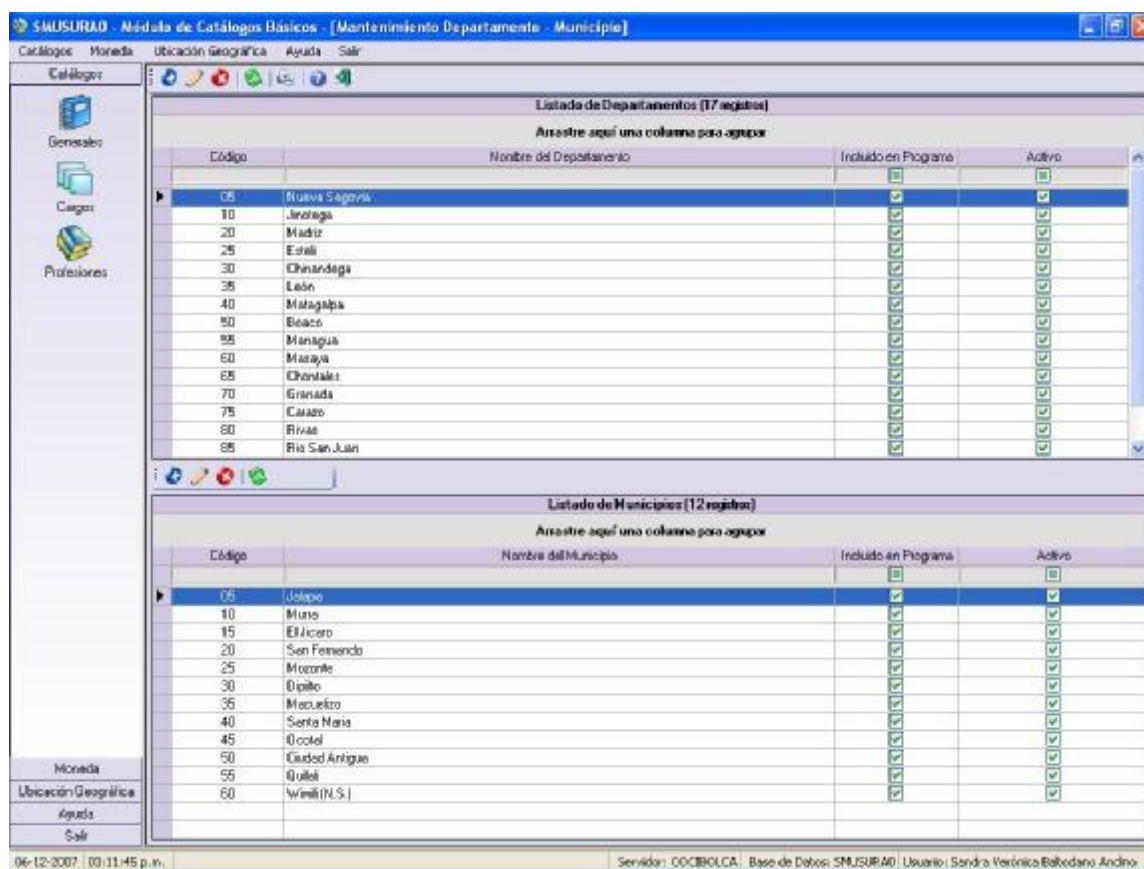 SMUSURA0 - Módulo de Catálogos Básicos - [Mantenimiento Departamento - Municipio]
Catálogos Moneda Ubicación Geográfica Ayuda Salir
Catálogos
Generales
Cargos
Profesiones
Listado de Departamentos (17 registros)
Arrastre aquí una columna para agrupar
Código Nombre del Departamento Incluido en Programa Activo
05 Nueva Segovia
10 Jinotega
20 Madriz
25 Estelí
30 Chinandega
35 León
40 Matagalpa
50 Boaco
55 Managua
60 Masaya
65 Chontales
70 Granada
75 Carazo
80 Rivas
85 Río San Juan
Listado de Municipios (12 registros)
Arrastre aquí una columna para agrupar
Código Nombre del Municipio Incluido en Programa Activo
05 Jalapa
10 Murra
15 El Jícaro
20 San Fernando
25 Mozonte
30 Dipilto
35 Macuelizo
40 Santa María
45 Ocotal
50 Ciudad Antigua
55 Quilalí
60 Wiwilí (N.S.)
Moneda
Ubicación Geográfica
Ayuda
Salir
06-12-2007 03:11:45 p.m. Servidor: COCIBOLCA Base de Datos: SMUSURA0 Usuario: Sandra Verónica Baltodano Andino